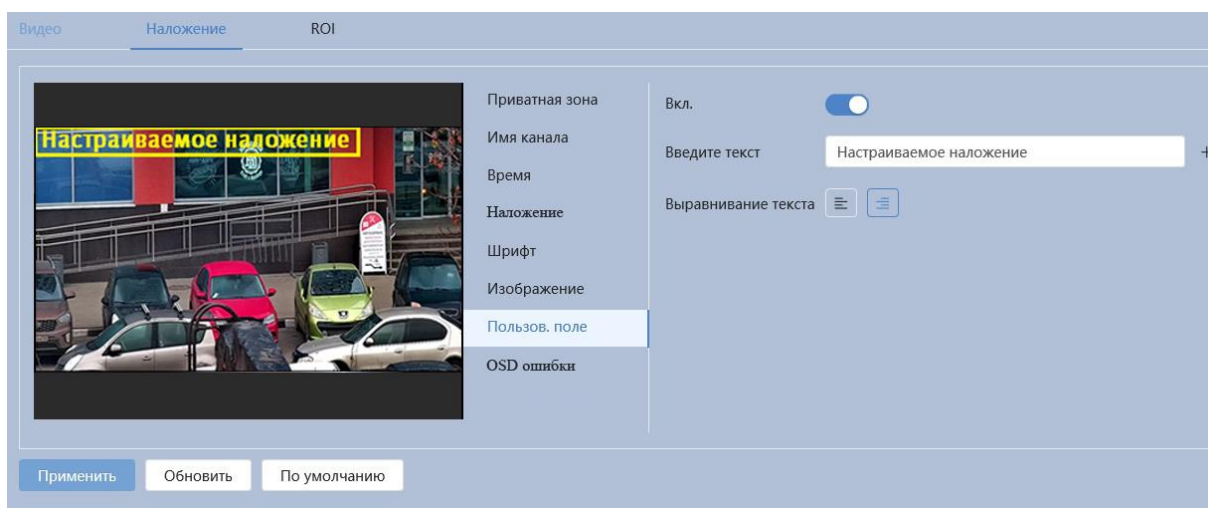 Видео
Наложение
ROI
Настраиваемое наложение
Приватная зона
Имя канала
Время
Наложение
Шрифт
Изображение
Пользов. поле
OSD ошибки
Вкл.
Введите текст
Настраиваемое наложение
+
Выравнивание текста
Применить
Обновить
По умолчанию